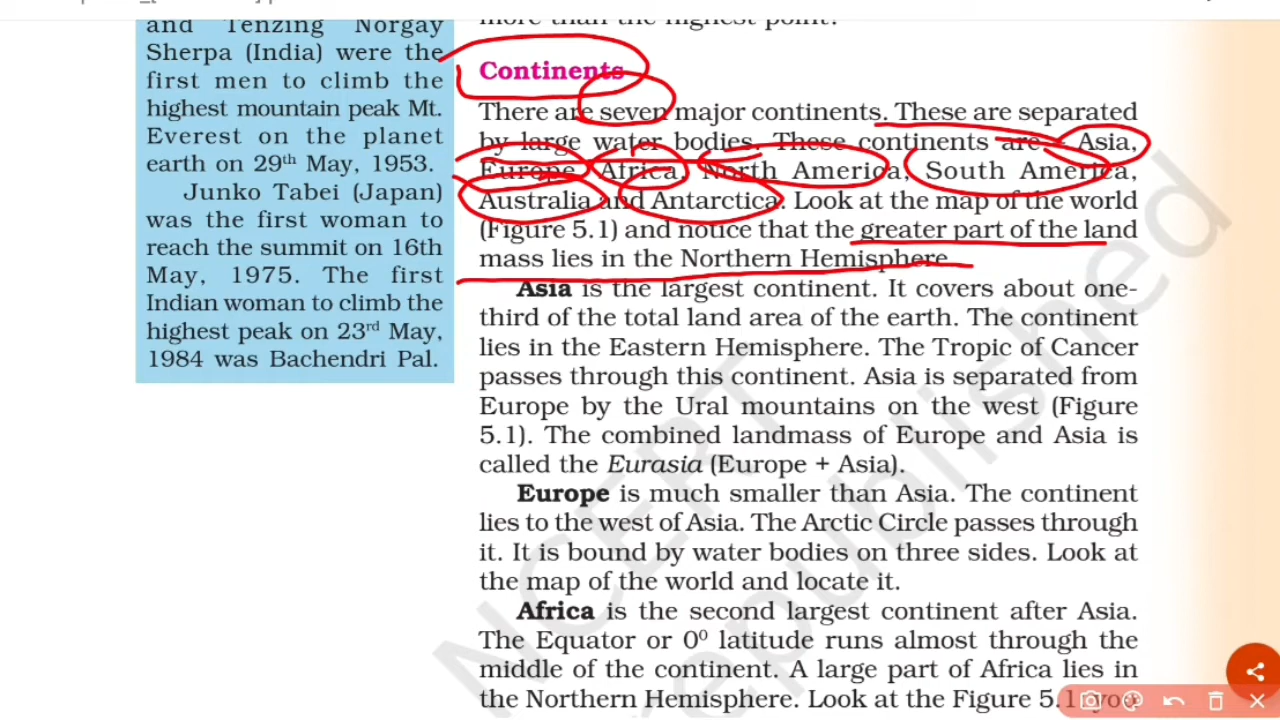 and Tenzing Norgay
Sherpa (India) were the
first men to climb the
highest mountain peak Mt.
Everest on the planet
earth on 29th May, 1953.
Junko Tabei (Japan)
was the first woman to
reach the summit on 16th
May, 1975. The first
Indian woman to climb the
highest peak on 23rd May,
1984 was Bachendri Pal.
more than the highest point?
Continents
There are seven major continents. These are separated
by large water bodies. These continents are – Asia,
Europe, Africa, North America, South America,
Australia and Antarctica. Look at the map of the world
(Figure 5.1) and notice that the greater part of the land
mass lies in the Northern Hemisphere.
Asia is the largest continent. It covers about one-
third of the total land area of the earth. The continent
lies in the Eastern Hemisphere. The Tropic of Cancer
passes through this continent. Asia is separated from
Europe by the Ural mountains on the west (Figure
5.1). The combined landmass of Europe and Asia is
called the Eurasia (Europe + Asia).
Europe is much smaller than Asia. The continent
lies to the west of Asia. The Arctic Circle passes through
it. It is bound by water bodies on three sides. Look at
the map of the world and locate it.
Africa is the second largest continent after Asia.
The Equator or 0⁰ latitude runs almost through the
middle of the continent. A large part of Africa lies in
the Northern Hemisphere. Look at the Figure 5.1 you
NCERT
republished